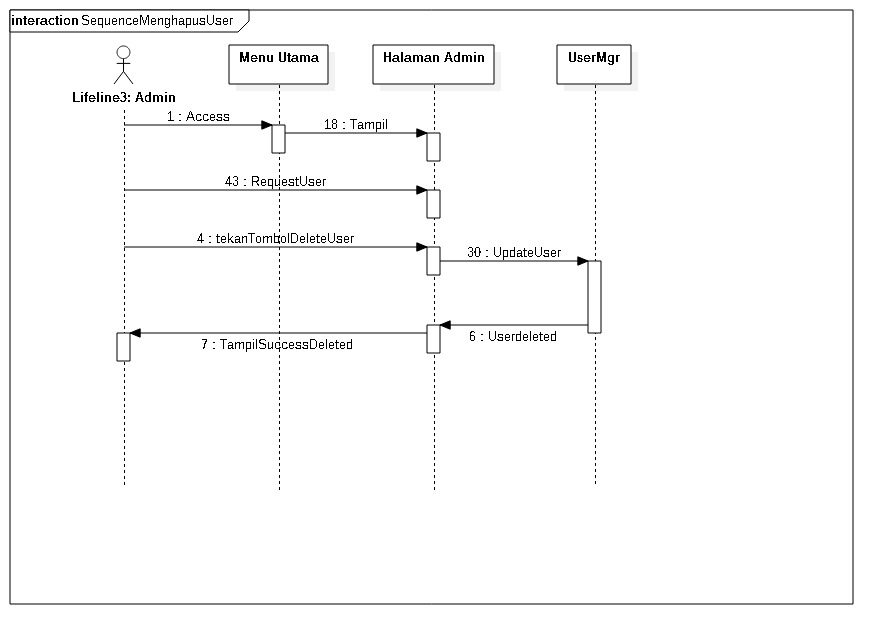 interaction SequenceMenghapusUser
Menu Utama
Halaman Admin
UserMgr
Lifeline3: Admin
1 : Access
18 : Tampil
43 : RequestUser
4 : tekanTombolDeleteUser
30 : UpdateUser
6 : Userdeleted
7 : TampilSuccessDeleted